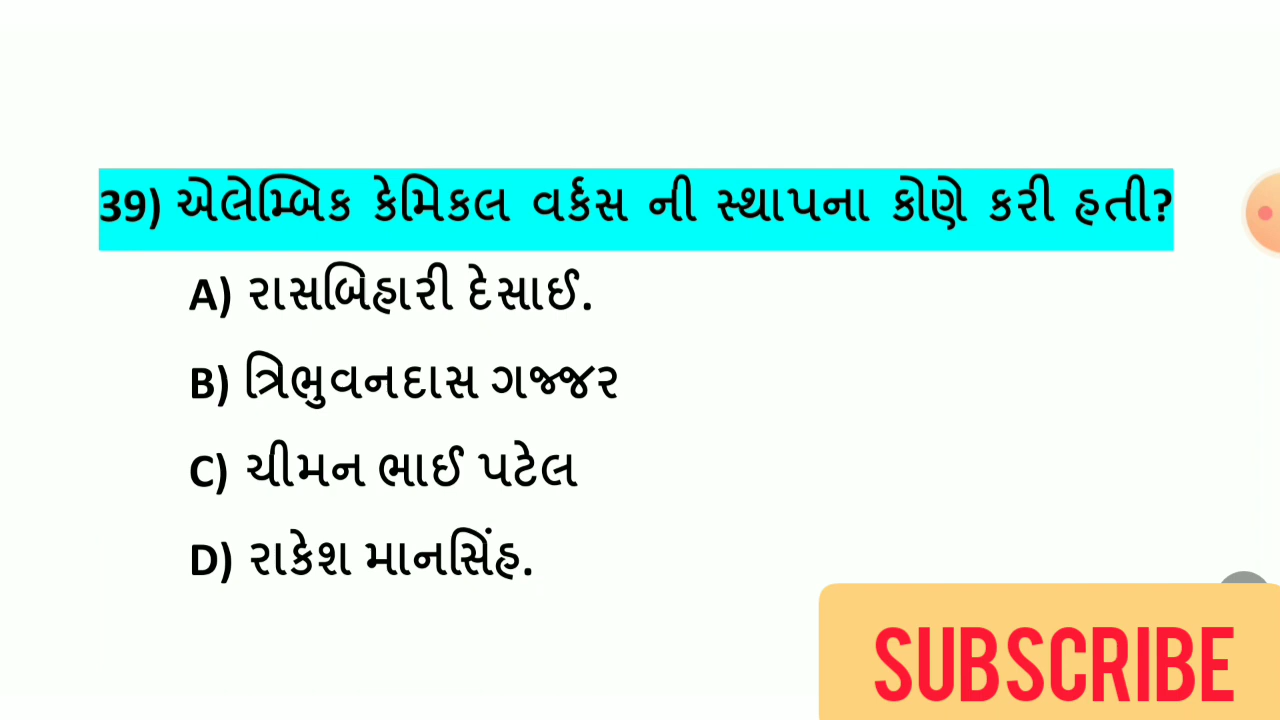 39) એલેમ્બિક કેમિકલ વર્કસ ની સ્થાપના કોણે કરી હતી?
A) રાસબિહારી દેસાઈ.
B) ત્રિભુવનદાસ ગજ્જર
C) ચીમન ભાઈ પટેલ
D) રાકેશ માનસિંહ.
SUBSCRIBE